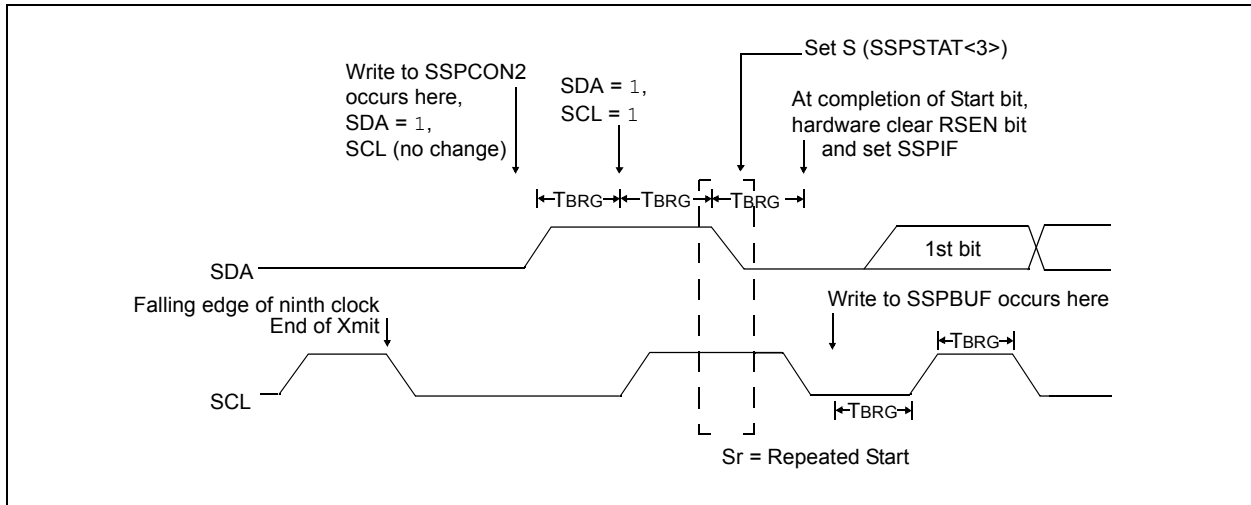 Set S (SSPSTAT<3>)
Write to SSPCON2
occurs here,
SDA = 1,
SCL (no change)
SDA = 1,
SCL = 1
At completion of Start bit,
hardware clear RSEN bit
and set SSPIF
TBRG
TBRG
TBRG
SDA
1st bit
Falling edge of ninth clock
End of Xmit
Write to SSPBUF occurs here
TBRG
SCL
TBRG
Sr = Repeated Start